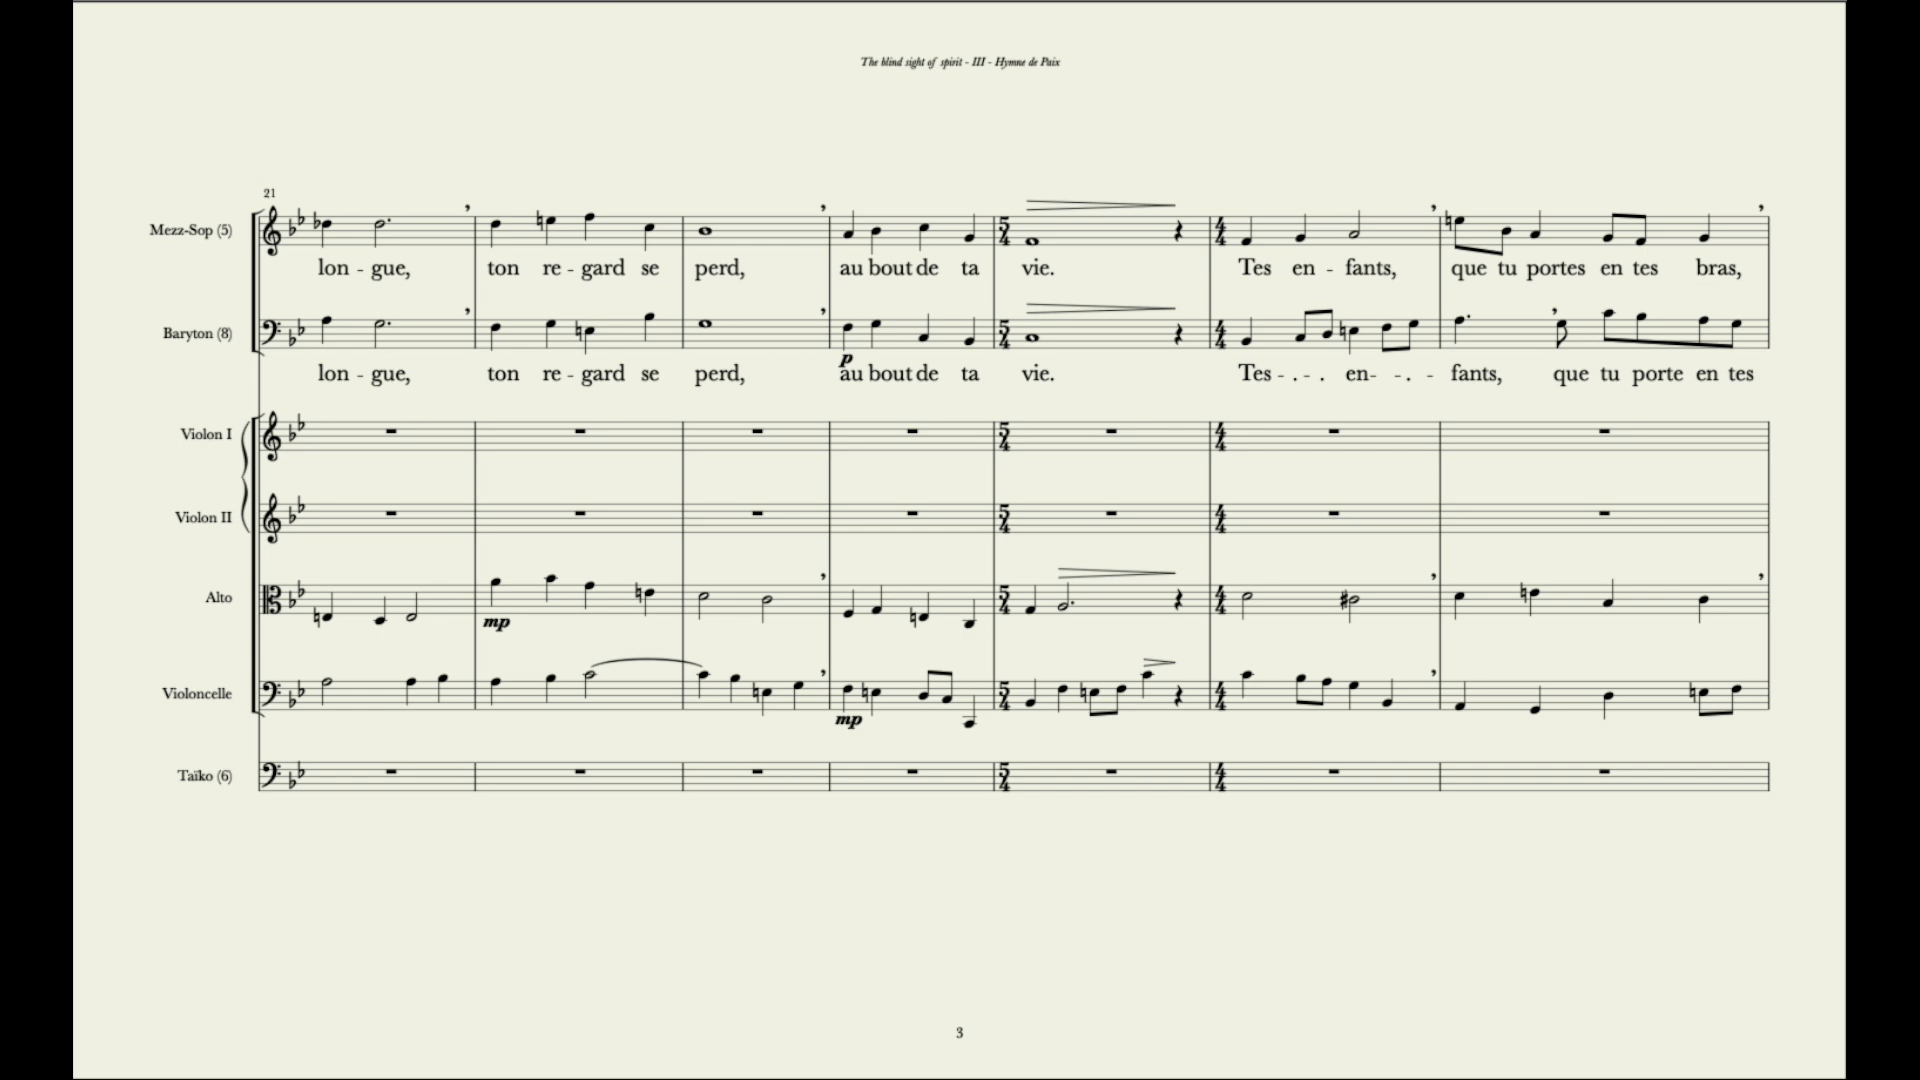 The blind sight of spirit - III - Hymne de Paix
21
Mezz-Sop (5)
lon - gue, ton re - gard se perd, au bout de ta vie. Tes en - fants, que tu portes en tes bras,
Baryton (8)
p
lon - gue, ton re - gard se perd, au bout de ta vie. Tes - . - . en- - . - fants, que tu porte en tes
Violon I
Violon II
Alto
mp
Violoncelle
mp
Taïko (6)
3